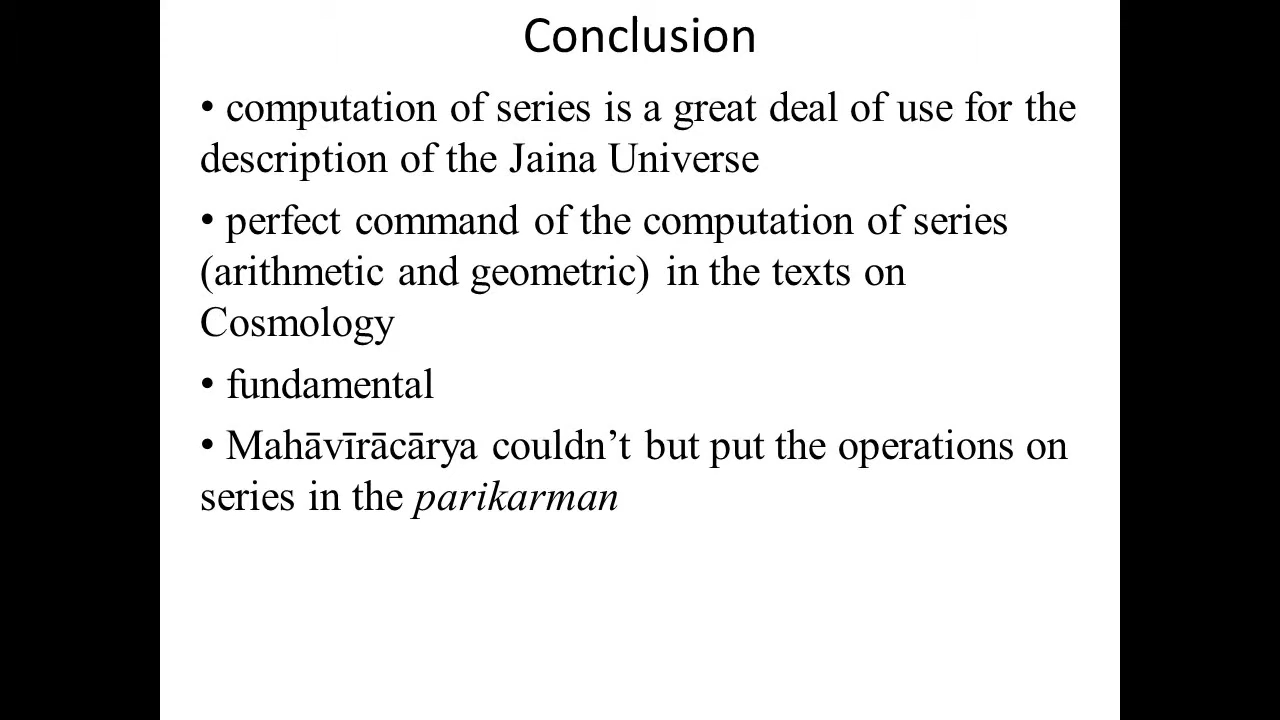 Conclusion
• computation of series is a great deal of use for the
description of the Jaina Universe
• perfect command of the computation of series
(arithmetic and geometric) in the texts on
Cosmology
• fundamental
• Mahāvīrācārya couldn’t but put the operations on
series in the parikarman